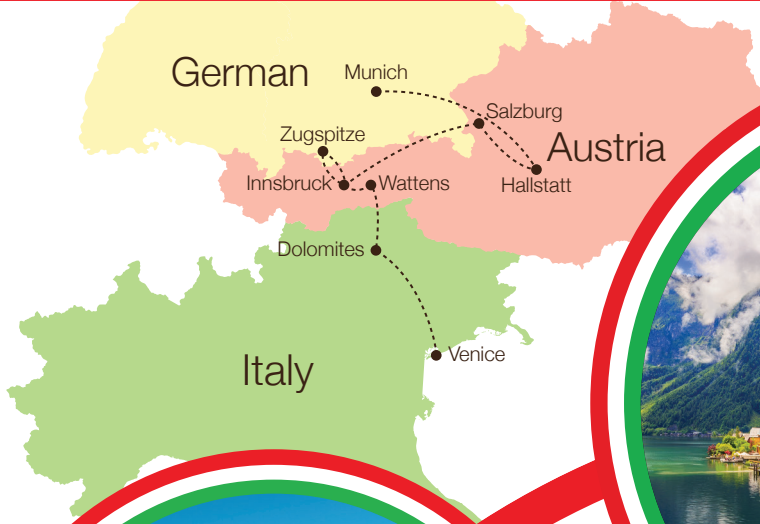 German
Munich
Salzburg
Zugspitze
Austria
Innsbruck
Wattens
Hallstatt
Dolomites
Venice
Italy